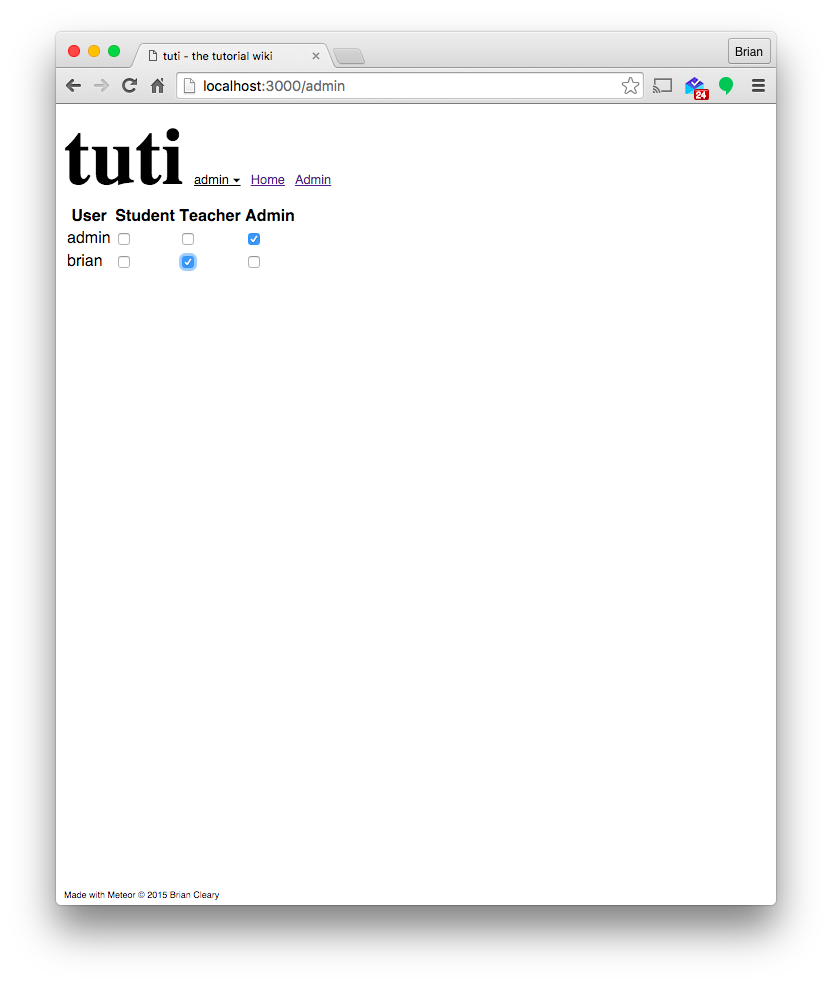 tuti - the tutorial wiki
Brian
localhost:3000/admin
24
tuti admin Home Admin
User Student Teacher Admin
admin
brian
Made with Meteor © 2015 Brian Cleary